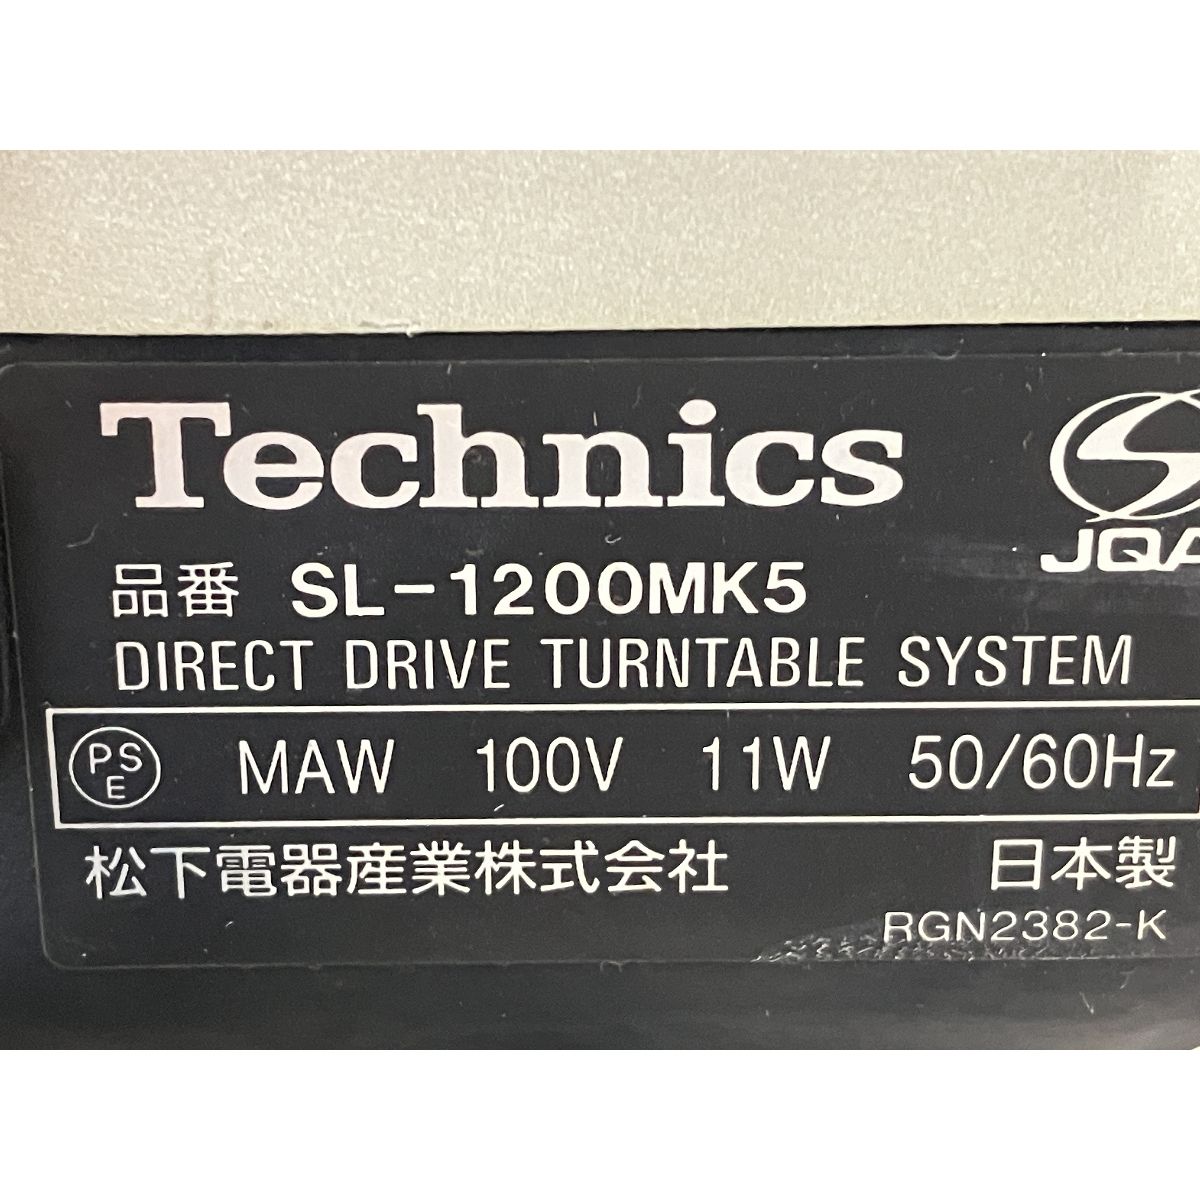 Technics
JQA
品番 SL-1200MK5
DIRECT DRIVE TURNTABLE SYSTEM
PSE MAW 100V 11W 50/60Hz
松下電器産業株式会社 日本製
RGN2382-K